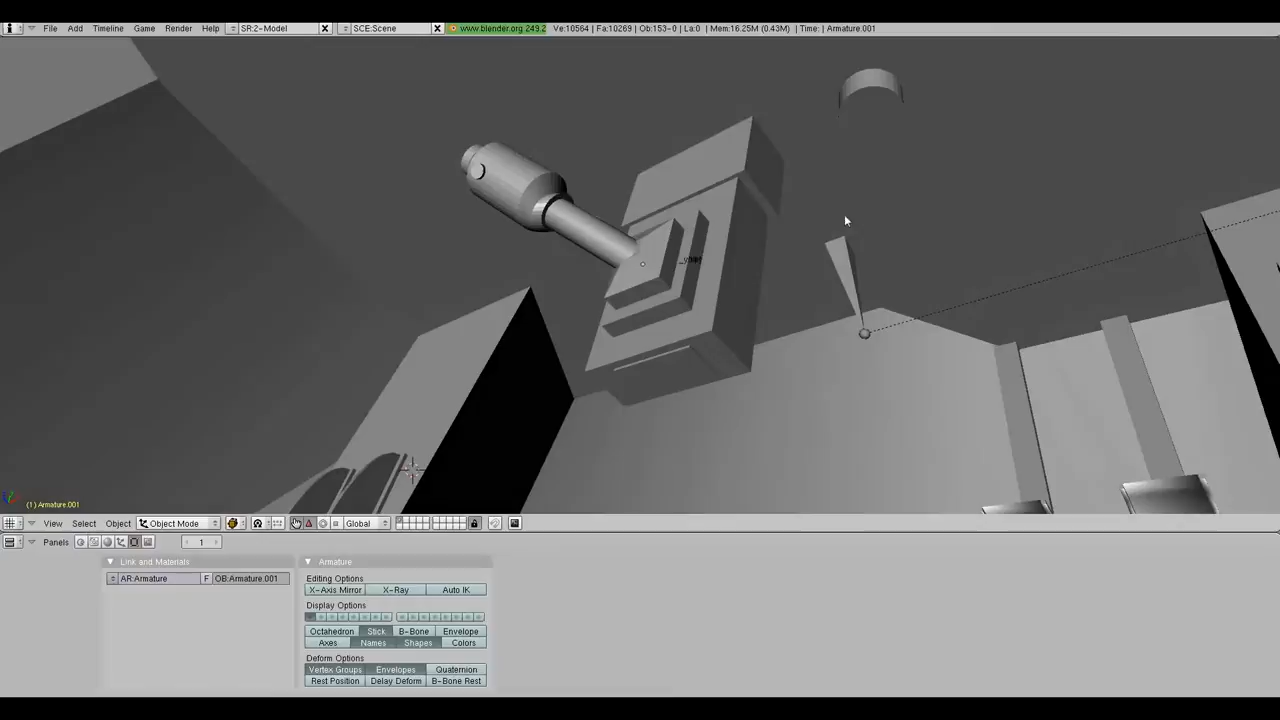 File Add Timeline Game Render Help SR:2-Model SCE:Scene www.blender.org 249.2 Ve:10564 | Fa:10269 | Ob:153-0 | La:0 | Mem:16.25M (0.43M) | Time: | Armature.001
(1) Armature.001
View Select Object Object Mode Global
Panels 1
Link and Materials
AR:Armature F OB:Armature.001
Armature
Editing Options
X-Axis Mirror X-Ray Auto IK
Display Options
Octahedron Stick B-Bone Envelope
Axes Names Shapes Colors
Deform Options
Vertex Groups Envelopes Quaternion
Rest Position Delay Deform B-Bone Rest